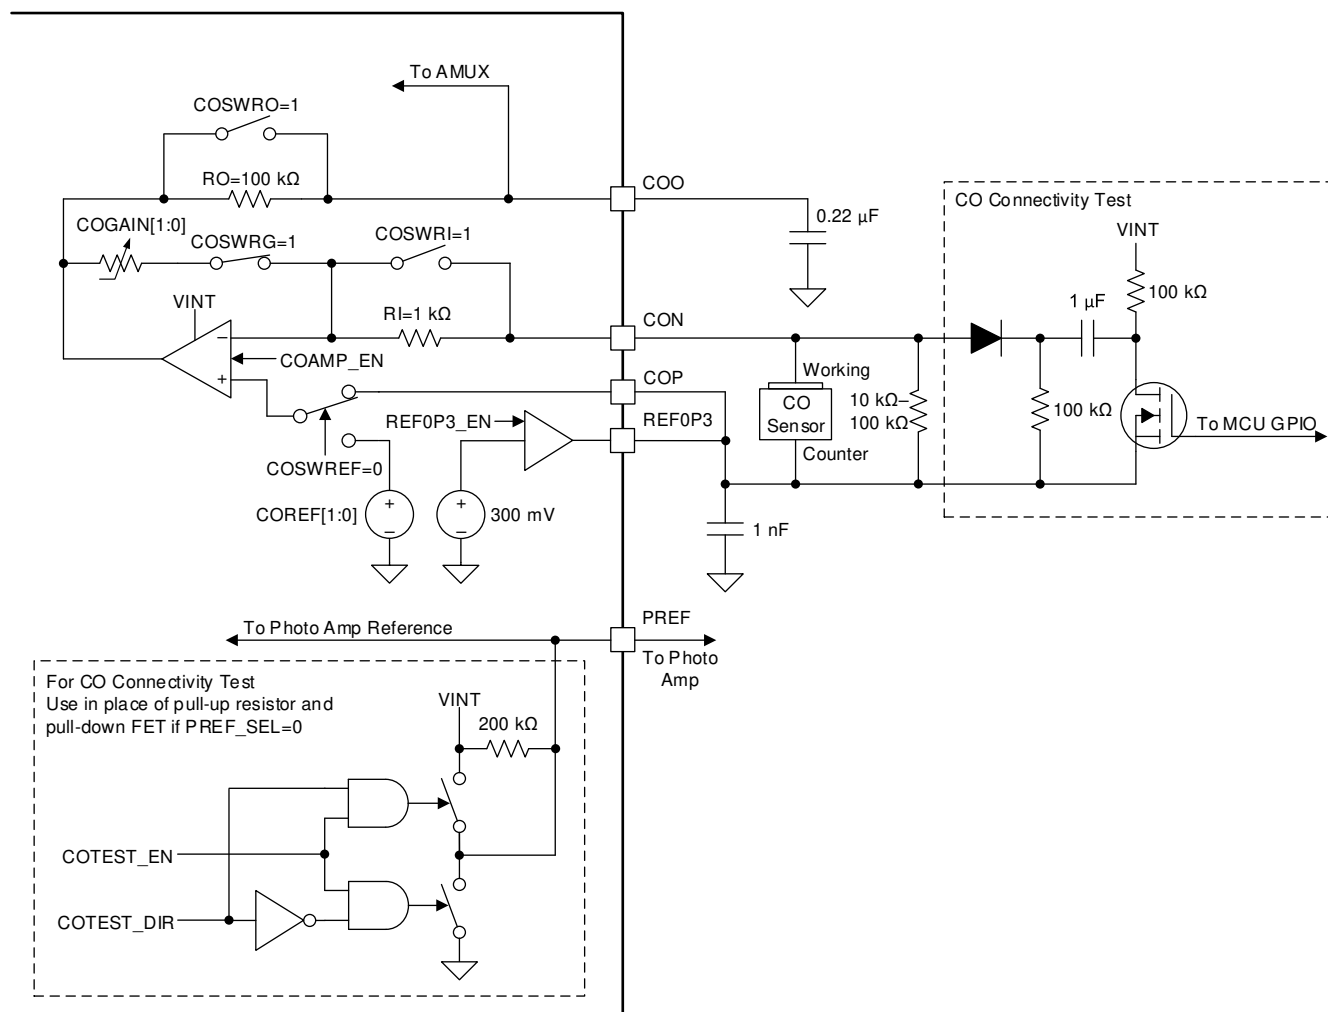 To AMUX
COSWRO=1
RO=100 kΩ
COO
CO Connectivity Test
COGAIN[1:0]
COSWRG=1
COSWRI=1
0.22 µF
VINT
VINT
RI=1 kΩ
CON
1 µF
100 kΩ
COAMP_EN
COP
Working
CO
Sensor
Counter
10 kΩ–
100 kΩ
100 kΩ
REF0P3_EN
REF0P3
To MCU GPIO
COSWREF=0
COREF[1:0]
300 mV
1 nF
+
–
+
–
–
+
PREF
To Photo Amp Reference
To Photo
Amp
For CO Connectivity Test
Use in place of pull-up resistor and
pull-down FET if PREF_SEL=0
VINT
200 kΩ
COTEST_EN
COTEST_DIR